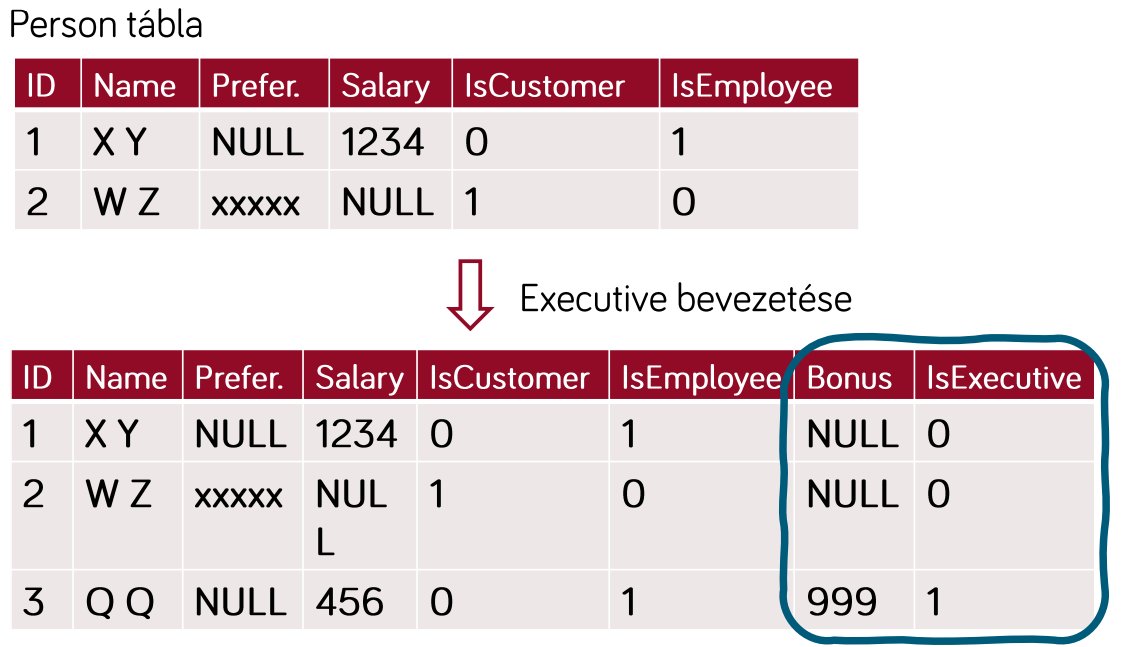 Person tábla
ID Name Prefer. Salary IsCustomer IsEmployee
1 X Y NULL 1234 0 1
2 W Z xxxxx NULL 1 0
Executive bevezetése
ID Name Prefer. Salary IsCustomer IsEmployee Bonus IsExecutive
1 X Y NULL 1234 0 1 NULL 0
2 W Z xxxxx NUL 1 0 NULL 0
L
3 Q Q NULL 456 0 1 999 1